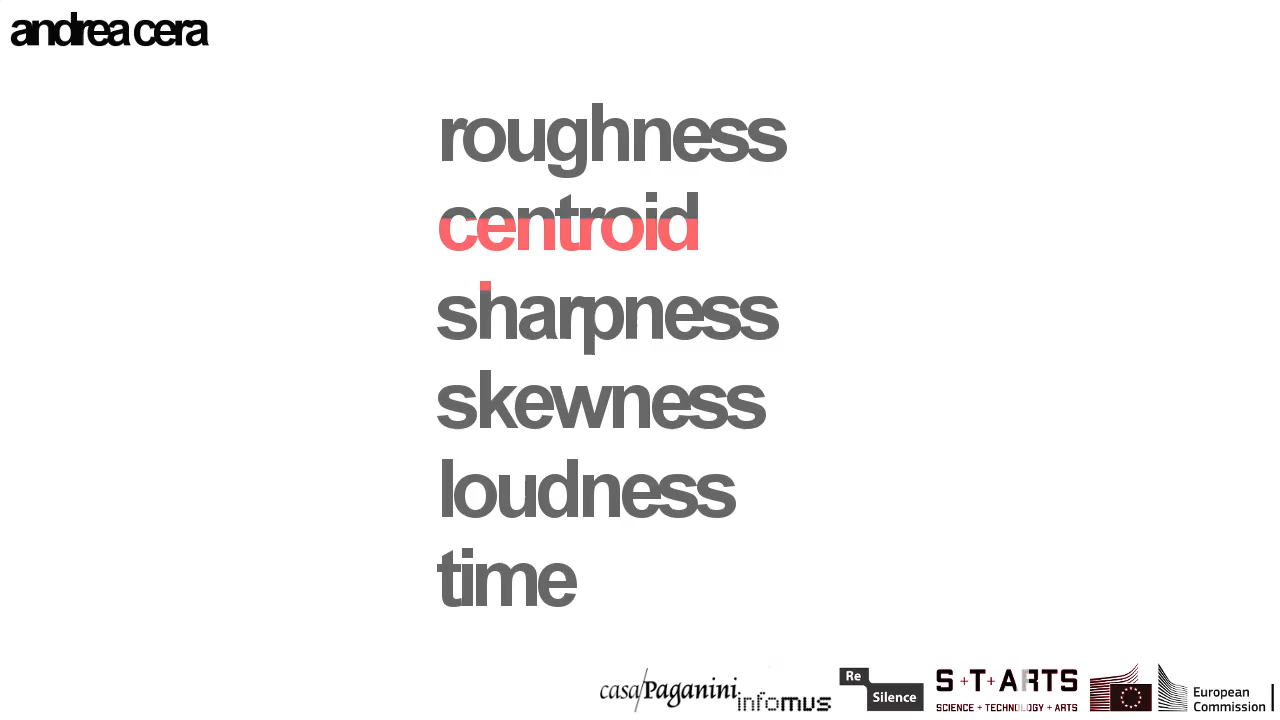 andrea cera
roughness
centroid
sharpness
skewness
loudness
time
casa/Paganini
infomus
Re
Silence
S+T+ARTS
SCIENCE + TECHNOLOGY + ARTS
European
Commission